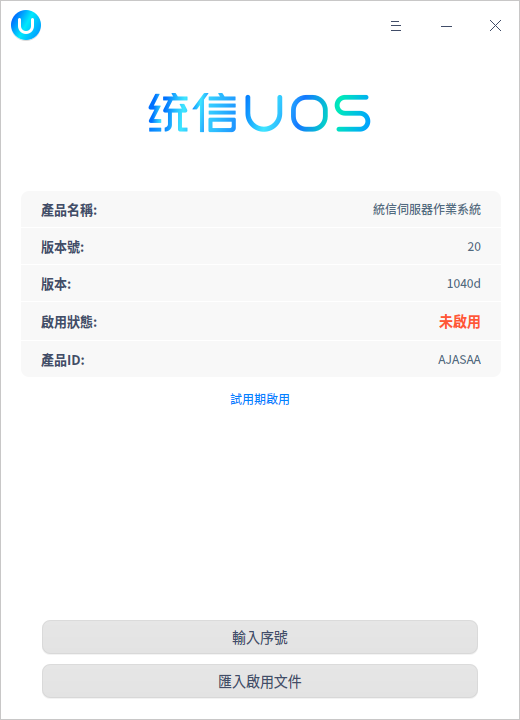 统信UOS
產品名稱: 統信伺服器作業系統
版本號: 20
版本: 1040d
啟用狀態: 未啟用
產品ID: AJASAA
試用期啟用
輸入序號
匯入啟用文件